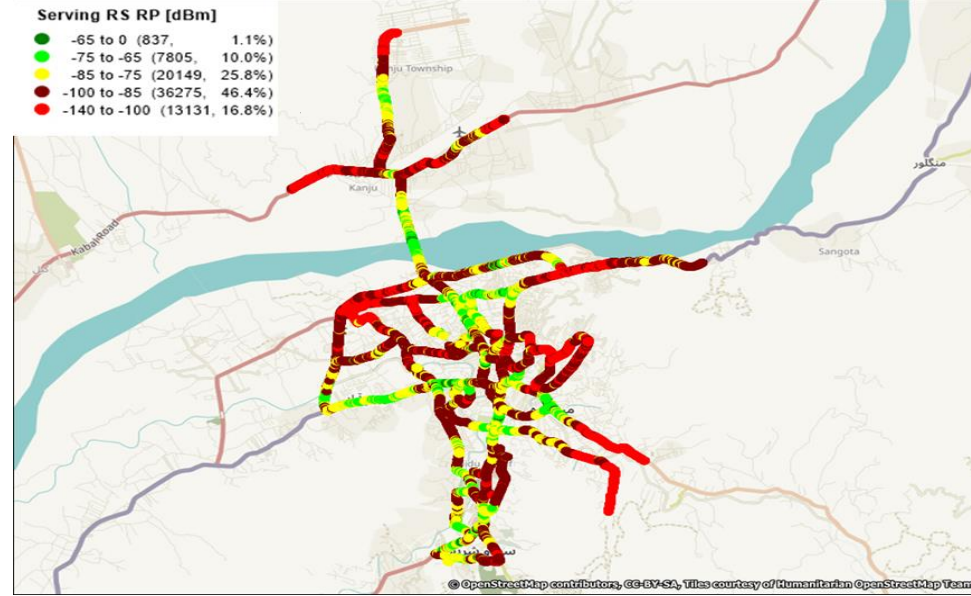 Serving RS RP [dBm]
-65 to 0 (837, 1.1%)
-75 to -65 (7805, 10.0%)
-85 to -75 (20149, 25.8%)
-100 to -85 (36275, 46.4%)
-140 to -100 (13131, 16.8%)
Township
منگلور
Kanju
Kabal Road
Sangota
© OpenStreetMap contributors, CC-BY-SA, Tiles courtesy of Humanitarian OpenStreetMap Team